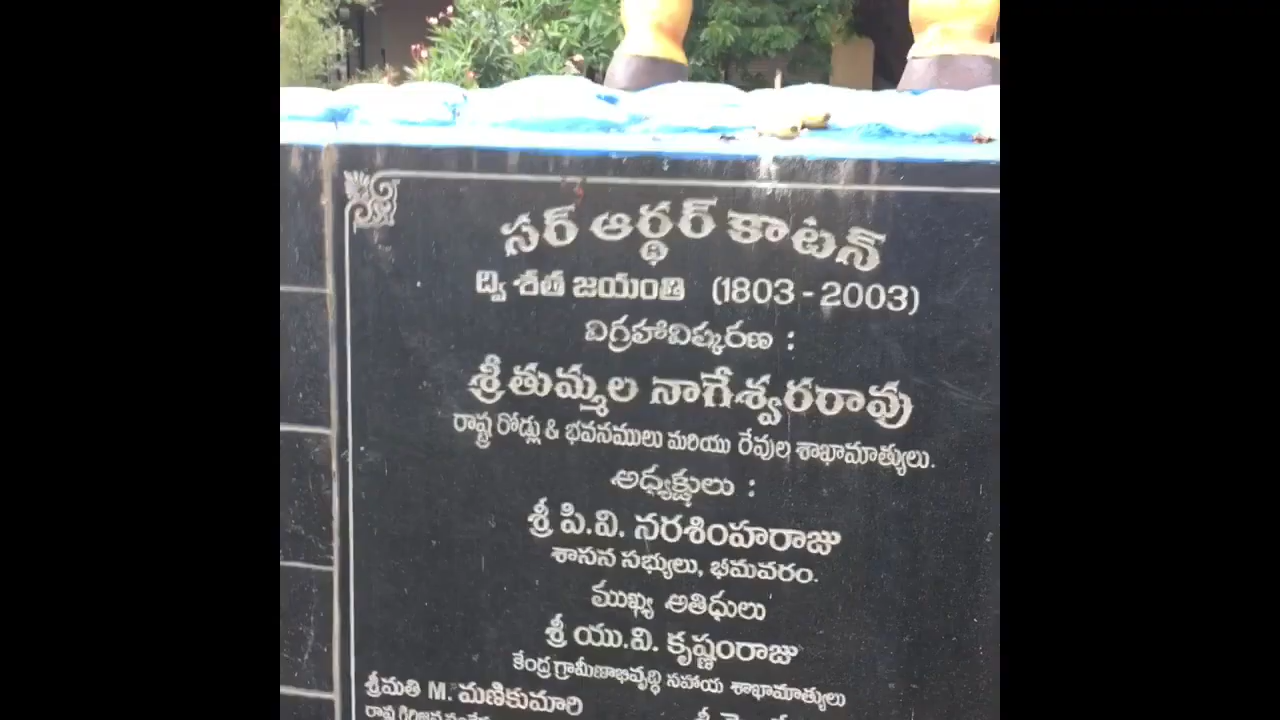 సర్ ఆర్థర్ కాటన్
ద్వి శత జయంతి (1803 - 2003)
విగ్రహావిష్కరణ :
శ్రీ తుమ్మల నాగేశ్వరరావు
రాష్ట్ర రోడ్లు & భవనములు మరియు రేవుల శాఖామాత్యులు.
అధ్యక్షులు :
శ్రీ పి.వి. నరసింహరాజు
శాసన సభ్యులు, భీమవరం.
ముఖ్య అతిధులు
శ్రీ యు.వి. కృష్ణంరాజు
కేంద్ర గ్రామీణాభివృద్ధి సహాయ శాఖామాత్యులు
శ్రీమతి M. మణికుమారి